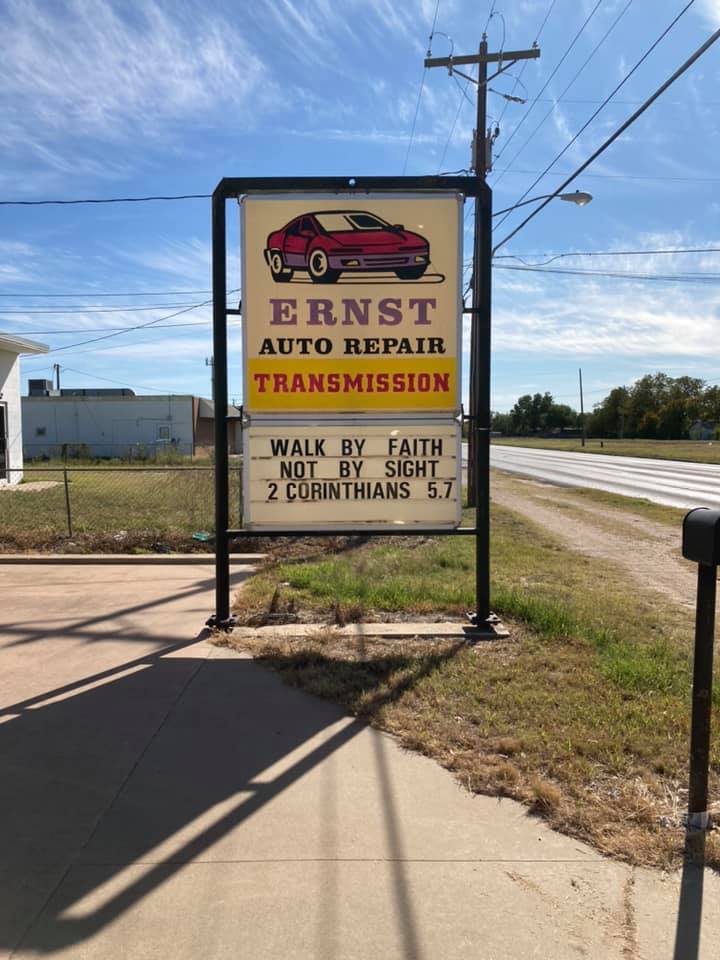 ERNST
AUTO REPAIR
TRANSMISSION
WALK BY FAITH
NOT BY SIGHT
2 CORINTHIANS 5.7